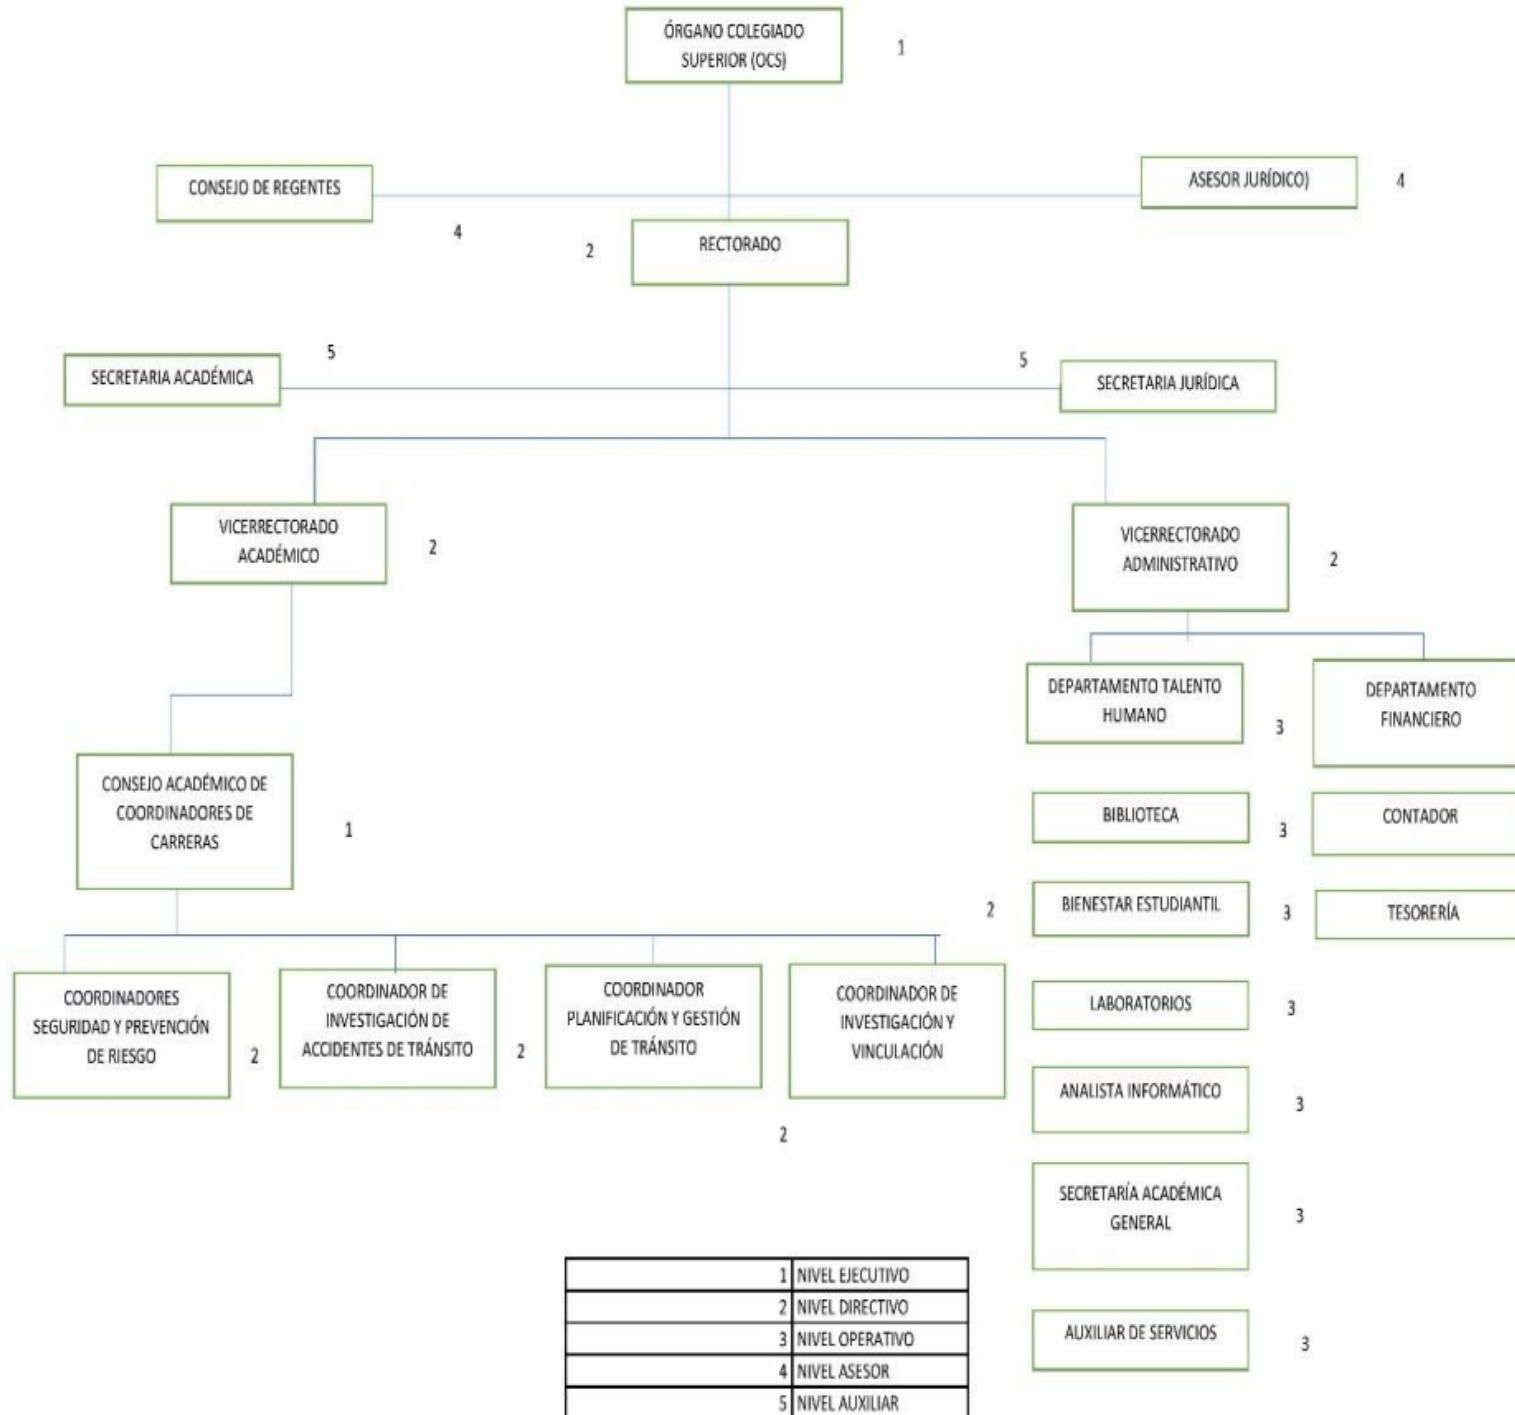 ÓRGANO COLEGIADO
SUPERIOR (OCS)
1
CONSEJO DE REGENTES
4
ASESOR JURÍDICO)
4
RECTORADO
2
SECRETARIA ACADÉMICA
5
5
SECRETARIA JURÍDICA
VICERRECTORADO
ACADÉMICO
2
VICERRECTORADO
ADMINISTRATIVO
2
DEPARTAMENTO TALENTO
HUMANO
3
DEPARTAMENTO
FINANCIERO
CONSEJO ACADÉMICO DE
COORDINADORES DE
CARRERAS
1
BIBLIOTECA
3
CONTADOR
2
BIENESTAR ESTUDIANTIL
3
TESORERÍA
COORDINADORES
SEGURIDAD Y PREVENCIÓN
DE RIESGO
2
COORDINADOR DE
INVESTIGACIÓN DE
ACCIDENTES DE TRÁNSITO
2
COORDINADOR
PLANIFICACIÓN Y GESTIÓN
DE TRÁNSITO
2
COORDINADOR DE
INVESTIGACIÓN Y
VINCULACIÓN
LABORATORIOS
3
ANALISTA INFORMÁTICO
3
SECRETARÍA ACADÉMICA
GENERAL
3
AUXILIAR DE SERVICIOS
3
1 NIVEL EJECUTIVO
2 NIVEL DIRECTIVO
3 NIVEL OPERATIVO
4 NIVEL ASESOR
5 NIVEL AUXILIAR